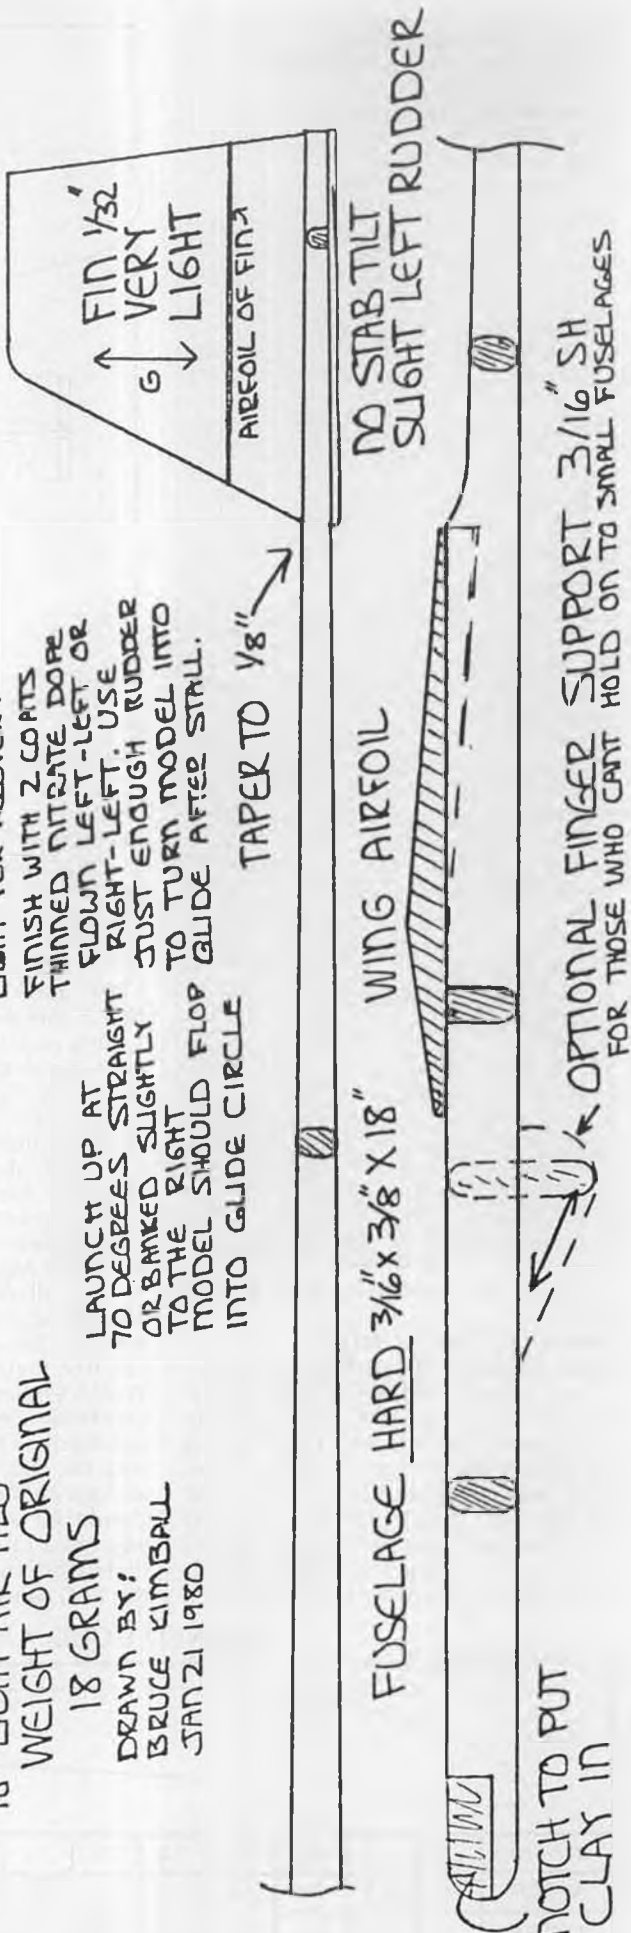 WEIGHT OF ORIGINAL
18 GRAMS
DRAWN BY:
BRUCE KIMBALL
JAN 21 1980
FINISH WITH 2 COATS
THINNED NITRATE DOPE
LAUNCH UP AT
70 DEGREES STRAIGHT
OR BANKED SLIGHTLY
TO THE RIGHT
MODEL SHOULD FLOP
INTO GLIDE CIRCLE
FLOWN LEFT-LEFT OR
RIGHT-LEFT. USE
JUST ENOUGH RUDDER
TO TURN MODEL INTO
GLIDE AFTER STALL.
TAPER TO 1/8"
FIN 1/32"
VERY
LIGHT
G
AIRFOIL OF FIN
NO STAB TILT
SLIGHT LEFT RUDDER
FUSELAGE HARD 3/16" X 3/8" X 18"
WING AIRFOIL
NOTCH TO PUT
CLAY IN
OPTIONAL FINGER SUPPORT 3/16" SH
FOR THOSE WHO CANT HOLD ON TO SMALL FUSELAGES